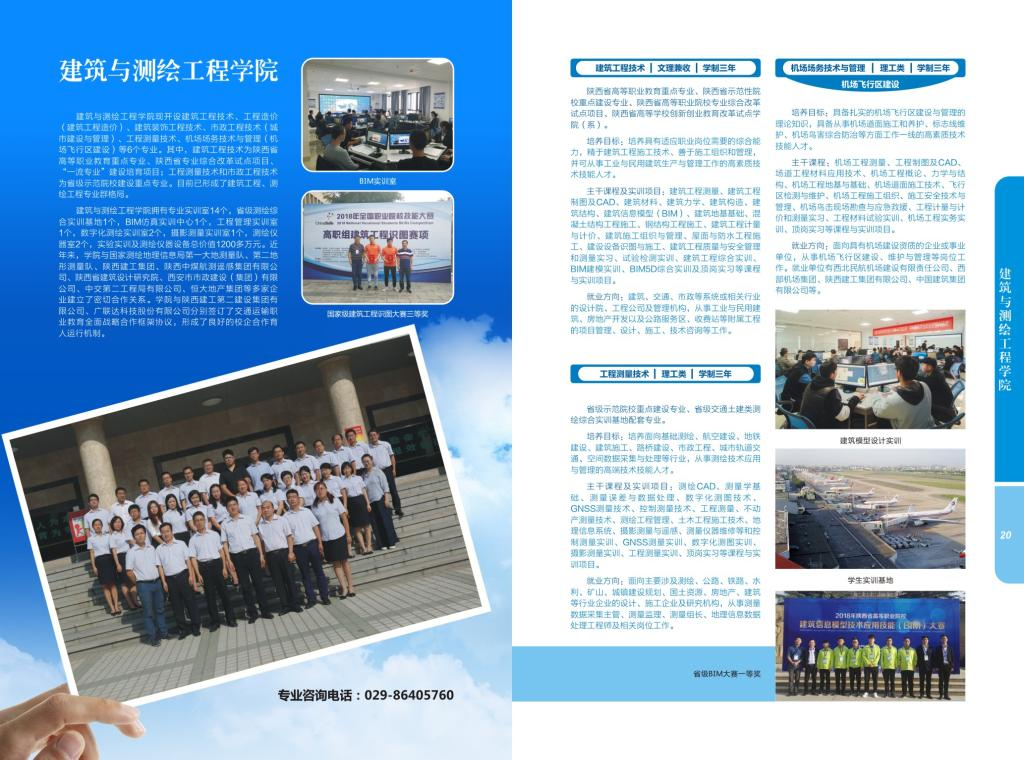 建筑与测绘工程学院
建筑与测绘工程学院现开设建筑工程技术、工程造价
（建筑工程造价）、建筑装饰工程技术、市政工程技术（城
市建设与管理）、工程测量技术、机场场务技术与管理（机
场飞行区建设）等6个专业。其中，建筑工程技术为陕西省
高等职业教育重点专业、陕西省专业综合改革试点项目、
“一流专业”建设培育项目；工程测量技术和市政工程技术
为省级示范院校建设重点专业。目前已形成了建筑工程、测
绘工程专业群格局。
建筑与测绘工程学院拥有专业实训室14个，省级测绘综
合实训基地1个，BIM仿真实训中心1个，工程管理实训室
1个，数字化测绘实训室2个，摄影测量实训室1个，测绘仪
器室2个，实验实训及测绘仪器设备总价值1200多万元。近
年来，学院与国家测绘地理信息局第一大地测量队、第二地
形测量队、陕西建工集团、陕西中煤航测遥感集团有限公
司、陕西省建筑设计研究院、西安市市政建设（集团）有限
公司、中交第二工程局有限公司、恒大地产集团等多家企
业建立了密切合作关系。学院与陕西建工第二建设集团有
限公司、广联达科技股份有限公司分别签订了交通运输职
业教育全面战略合作框架协议，形成了良好的校企合作育
人运行机制。
BIM实训室
2018年全国职业院校技能大赛
高职组建筑工程识图赛项
国家级建筑工程识图大赛三等奖
专业咨询电话：029-86405760
建筑工程技术 | 文理兼收 | 学制三年
陕西省高等职业教育重点专业、陕西省示范性院
校重点建设专业、陕西省高等职业院校专业综合改革
试点项目、陕西省高等学校创新创业教育改革试点学
院（系）。
培养目标：培养具有适应职业岗位需要的综合能
力，精于建筑工程施工技术、善于施工组织和管理，
并可从事工业与民用建筑生产与管理工作的高素质技
术技能人才。
主干课程及实训项目：建筑工程测量、建筑工程
制图及CAD、建筑材料、建筑力学、建筑构造、建
筑结构、建筑信息模型（BIM）、建筑地基基础、混
凝土结构工程施工、钢结构工程施工、建筑工程计量
与计价、建筑施工组织与管理、屋面与防水工程施
工、建设设备识图与施工、建筑工程质量与安全管理
和测量实习、试验检测实训、建筑工程综合实训、
BIM建模实训、BIM5D综合实训及顶岗实习等课程
与实训项目。
就业方向：建筑、交通、市政等系统或相关行业
的设计院、工程公司及管理机构，从事工业与民用建
筑、房地产开发以及公路服务区、收费站等附属工程
的项目管理、设计、施工、技术咨询等工作。
工程测量技术 | 理工类 | 学制三年
省级示范院校重点建设专业、省级交通土建类测
绘综合实训基地配套专业。
培养目标：培养面向基础测绘、航空建设、地铁
建设、建筑施工、路桥建设、市政工程、城市轨道交
通、空间数据采集与处理等行业，从事测绘技术应用
与管理的高端技术技能人才。
主干课程及实训项目：测绘CAD、测量学基
础、测量误差与数据处理、数字化测图技术、
GNSS测量技术、控制测量技术、工程测量、不动
产测量技术、测绘工程管理、土木工程施工技术、地
理信息系统、摄影测量与遥感、测量仪器维修等和控
制测量实训、GNSS测量实训、数字化测图实训、
摄影测量实训、工程测量实训、顶岗实习等课程与实
训项目。
就业方向：面向主要涉及测绘、公路、铁路、水
利、矿山、城镇建设规划、国土资源、房地产、建筑
等行业企业的设计、施工企业及研究机构，从事测量
数据采集主管、测量监理、测量组长、地理信息数据
处理工程师及相关岗位工作。
机场场务技术与管理 | 理工类 | 学制三年
机场飞行区建设
培养目标：具备扎实的机场飞行区建设与管理的
理论知识，具备从事机场道面施工和养护、标志线维
护、机场鸟害综合防治等方面工作一线的高素质技术
技能人才。
主干课程：机场工程测量、工程制图及CAD、
场道工程材料应用技术、机场工程概论、力学与结
构、机场工程地基与基础、机场道面施工技术、飞行
区检测与维护、机场工程施工组织、施工安全技术与
管理、机场鸟击现场勘查与应急救援、工程计量与计
价和测量实习、工程材料试验实训、机场工程实务实
训、顶岗实习等课程与实训项目。
就业方向：面向具有机场建设资质的企业或事业
单位，从事机场飞行区建设、维护与管理等岗位工
作。就业单位有西北民航机场建设有限责任公司、西
部机场集团、陕西建工集团有限公司、中国建筑集团
有限公司等。
建筑模型设计实训
学生实训基地
2018年陕西省高等职业院校
建筑信息模型技术应用技能（BIM）大赛
省级BIM大赛一等奖
建筑与测绘工程学院
20